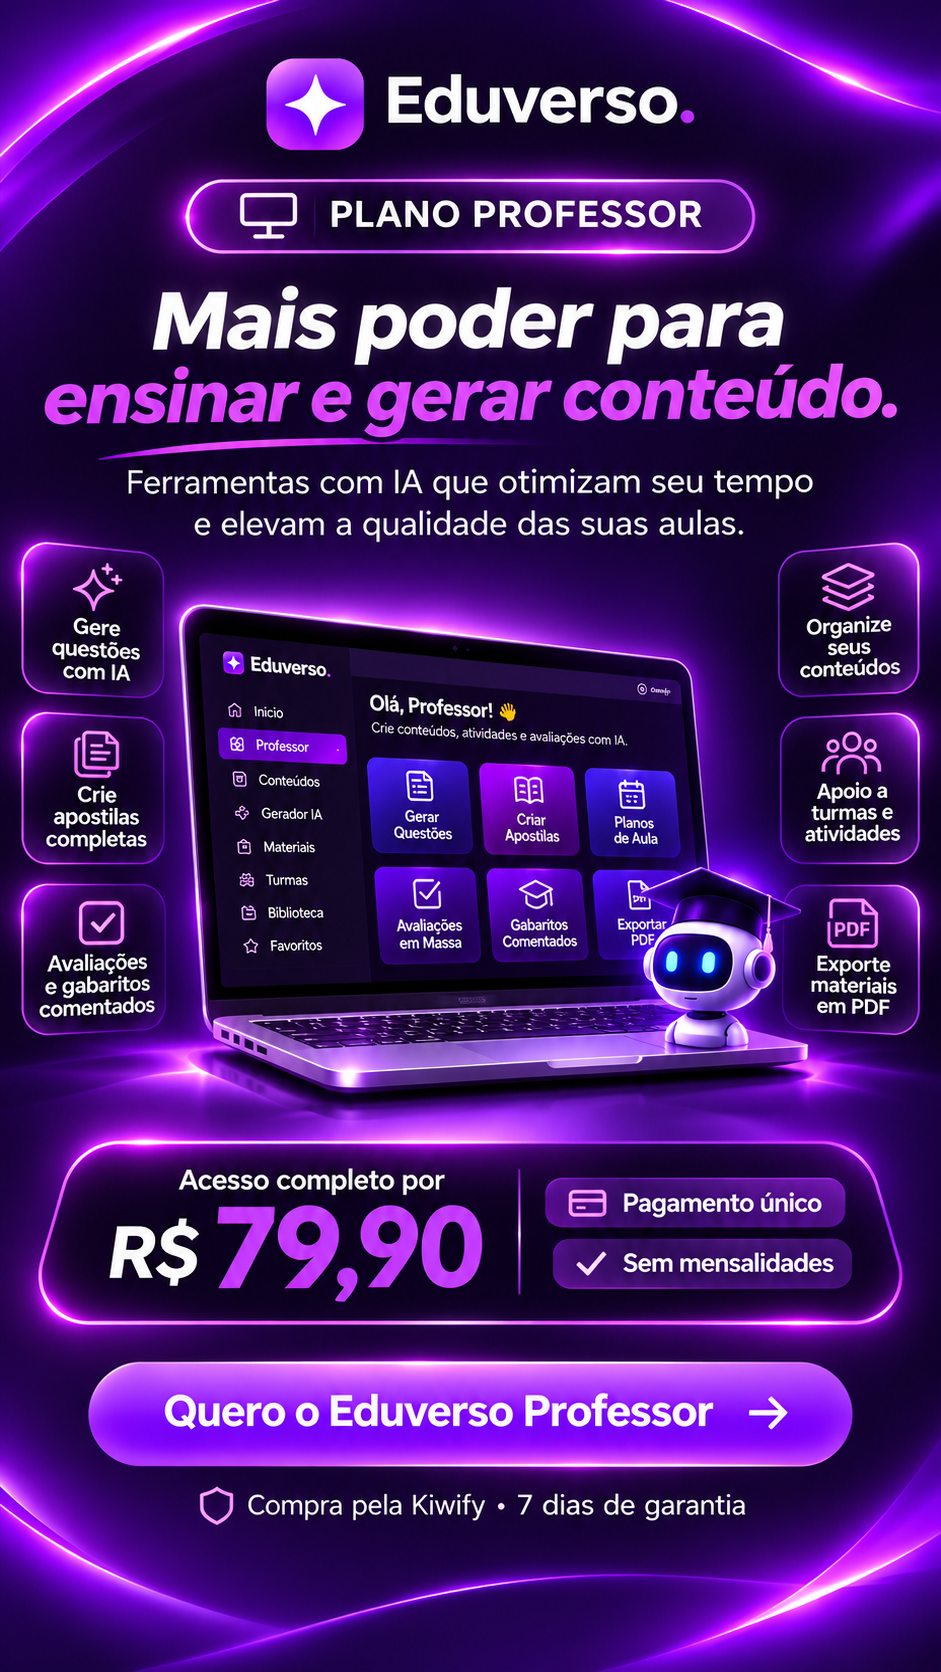 Eduverso.
PLANO PROFESSOR
Mais poder para
ensinar e gerar conteúdo.
Ferramentas com IA que otimizam seu tempo
e elevam a qualidade das suas aulas.
Gere
questões
com IA
Crie
apostilas
completas
Avaliações
e gabaritos
comentados
Eduverso.
Inicio
Professor
Conteúdos
Gerador IA
Materiais
Turmas
Biblioteca
Favoritos
Olá, Professor! 👋
Crie conteúdos, atividades e avaliações com IA.
Gerar
Questões
Criar
Apostilas
Planos
de Aula
Avaliações
em Massa
Gabaritos
Comentados
Exportar
PDF
Organize
seus
conteúdos
Apoio a
turmas e
atividades
PDF
Exporte
materiais
em PDF
Acesso completo por
R$ 79,90
Pagamento único
Sem mensalidades
Quero o Eduverso Professor →
Compra pela Kiwify • 7 dias de garantia